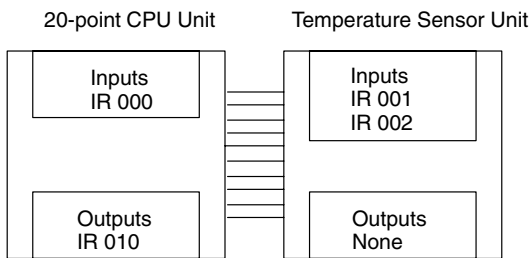 20-point CPU Unit
Temperature Sensor Unit
Inputs
IR 000
Inputs
IR 001
IR 002
Outputs
IR 010
Outputs
None